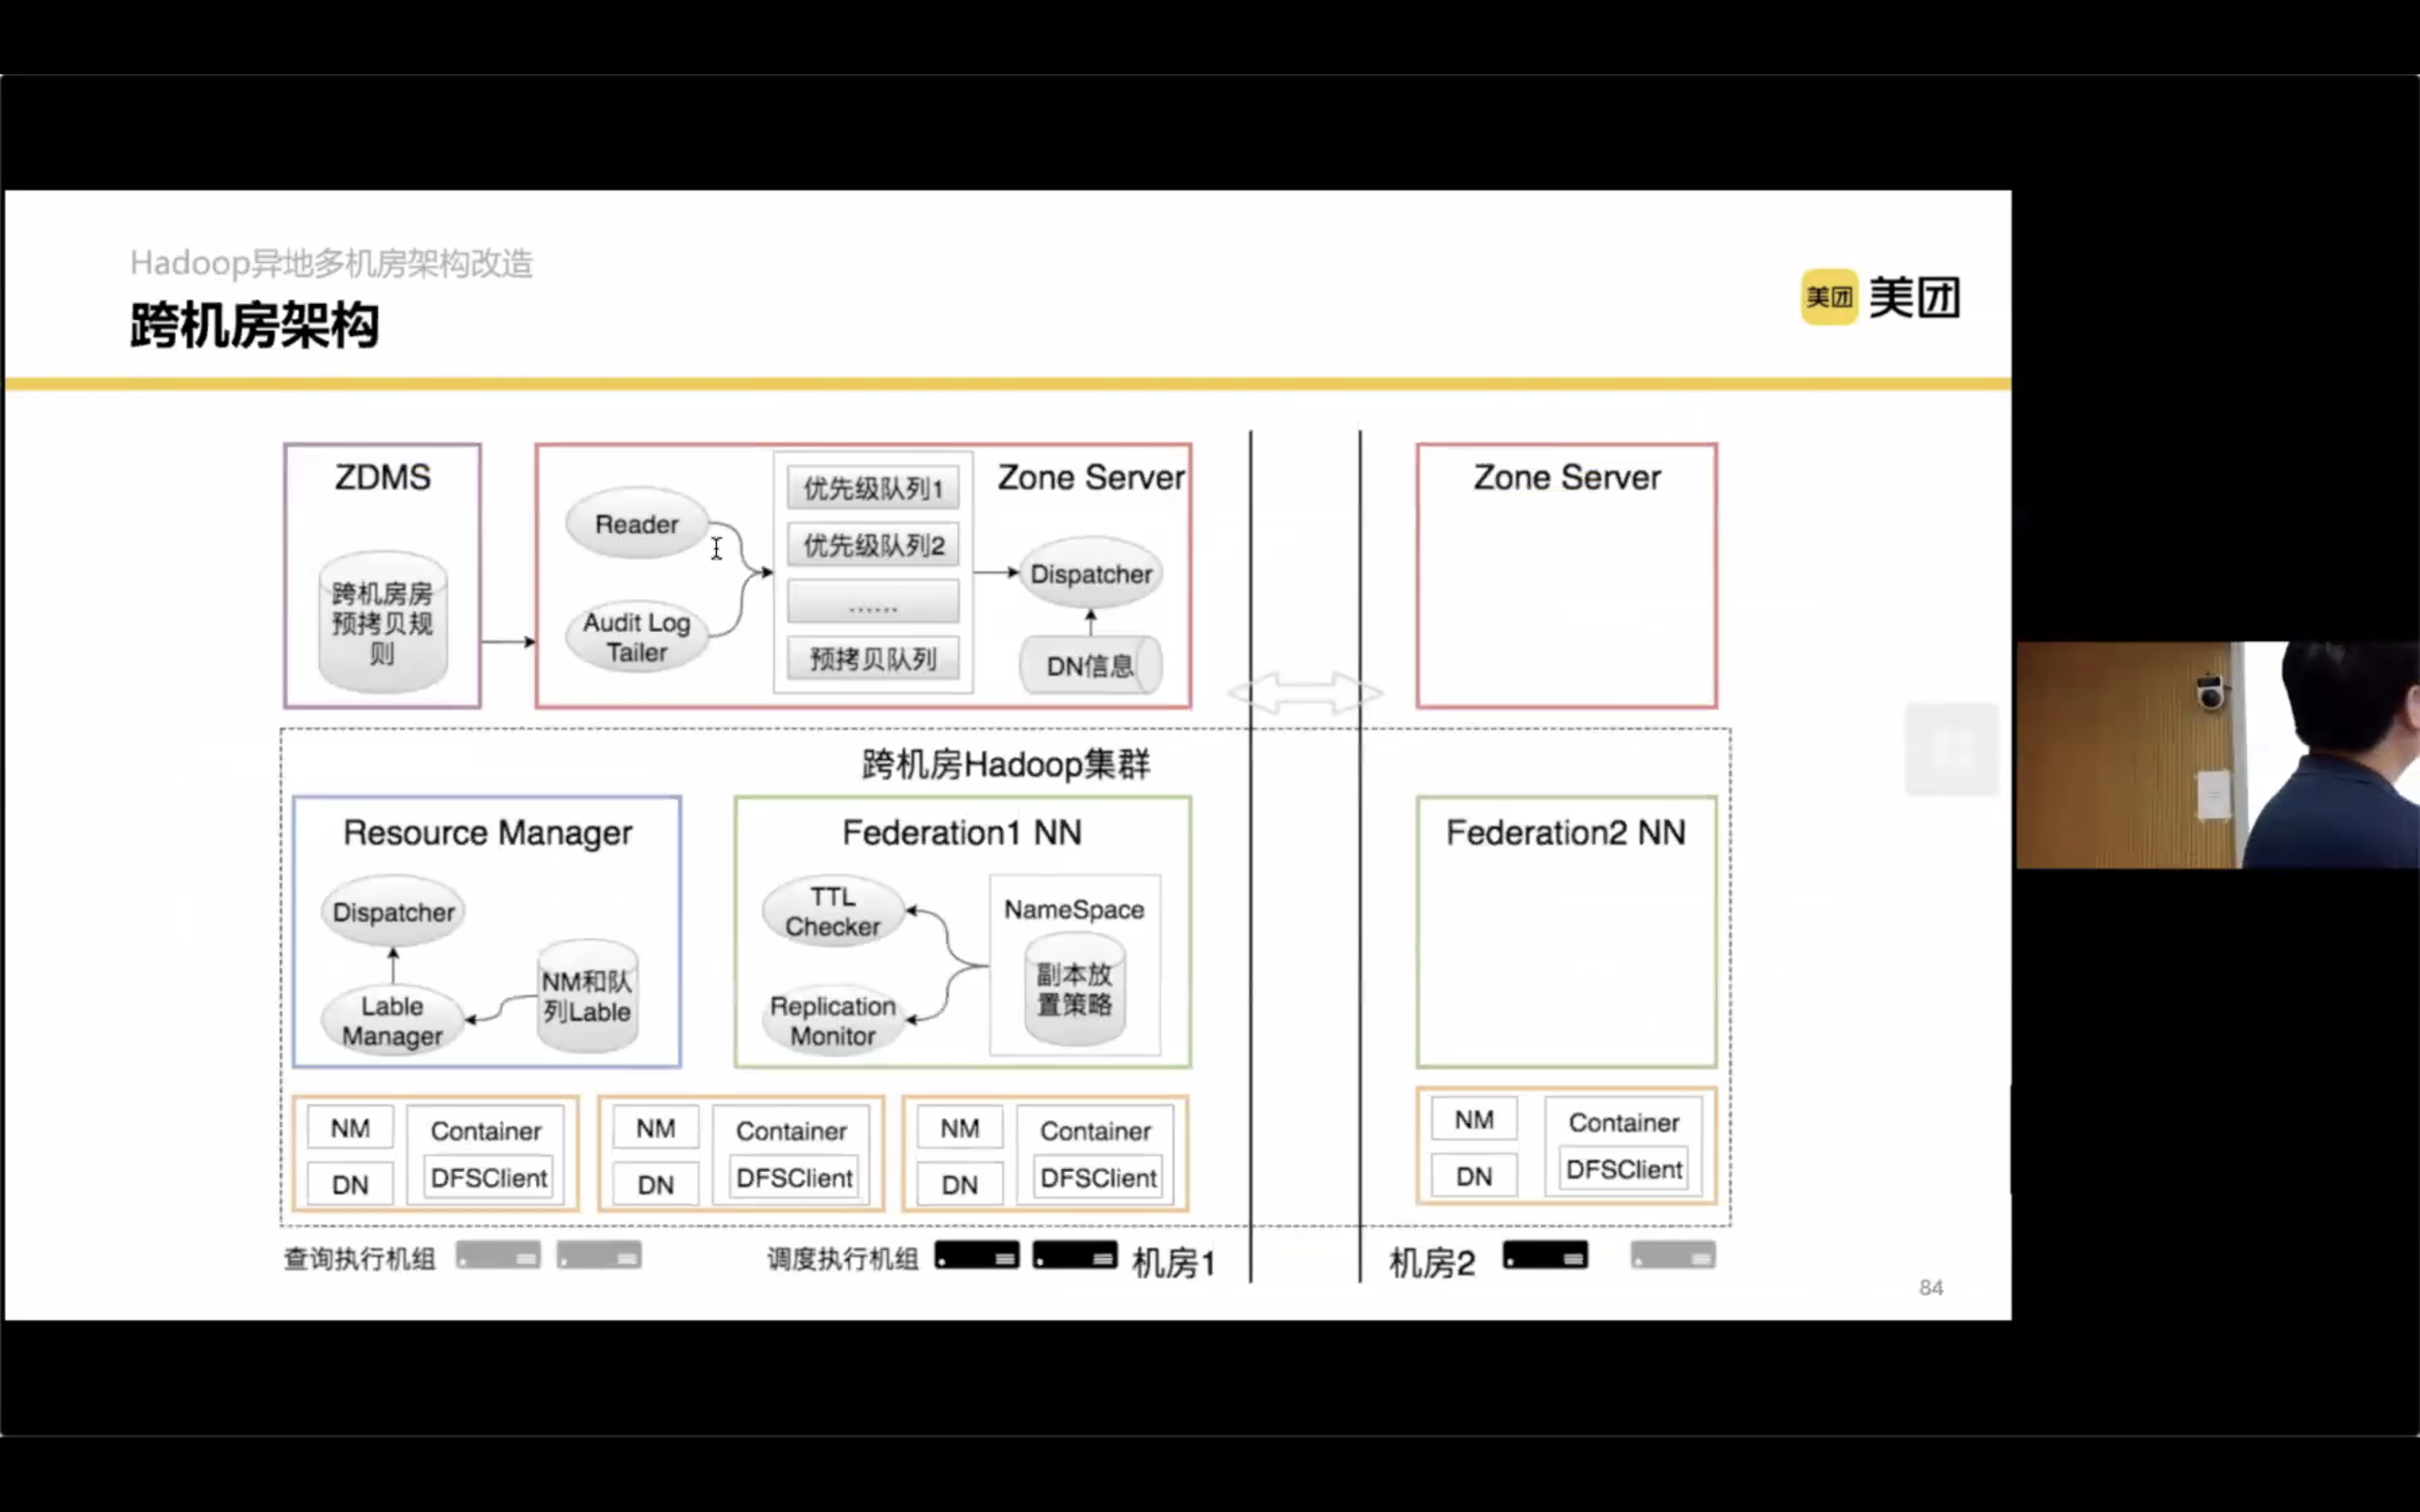 Hadoop异地多机房架构改造
跨机房架构
美团 美团
ZDMS
跨机房房
预拷贝规
则
Zone Server
Reader
Audit Log
Tailer
优先级队列1
优先级队列2
......
预拷贝队列
Dispatcher
DN信息
Zone Server
跨机房Hadoop集群
Resource Manager
Dispatcher
Lable
Manager
NM和队
列Lable
Federation1 NN
TTL
Checker
Replication
Monitor
NameSpace
副本放
置策略
Federation2 NN
NM
DN
Container
DFSClient
NM
DN
Container
DFSClient
NM
DN
Container
DFSClient
NM
DN
Container
DFSClient
查询执行机组
调度执行机组
机房1
机房2
84